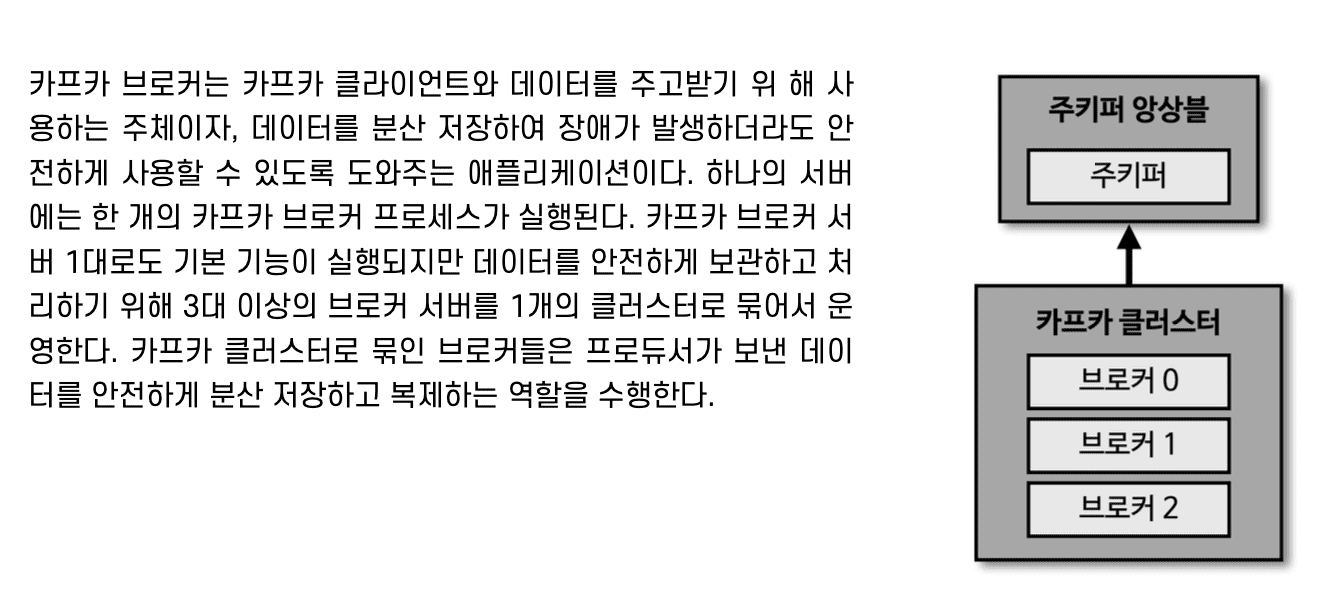 카프카 브로커는 카프카 클라이언트와 데이터를 주고받기 위 해 사
용하는 주체이자, 데이터를 분산 저장하여 장애가 발생하더라도 안
전하게 사용할 수 있도록 도와주는 애플리케이션이다. 하나의 서버
에는 한 개의 카프카 브로커 프로세스가 실행된다. 카프카 브로커 서
버 1대로도 기본 기능이 실행되지만 데이터를 안전하게 보관하고 처
리하기 위해 3대 이상의 브로커 서버를 1개의 클러스터로 묶어서 운
영한다. 카프카 클러스터로 묶인 브로커들은 프로듀서가 보낸 데이
터를 안전하게 분산 저장하고 복제하는 역할을 수행한다.
주키퍼 앙상블
주키퍼
카프카 클러스터
브로커 0
브로커 1
브로커 2